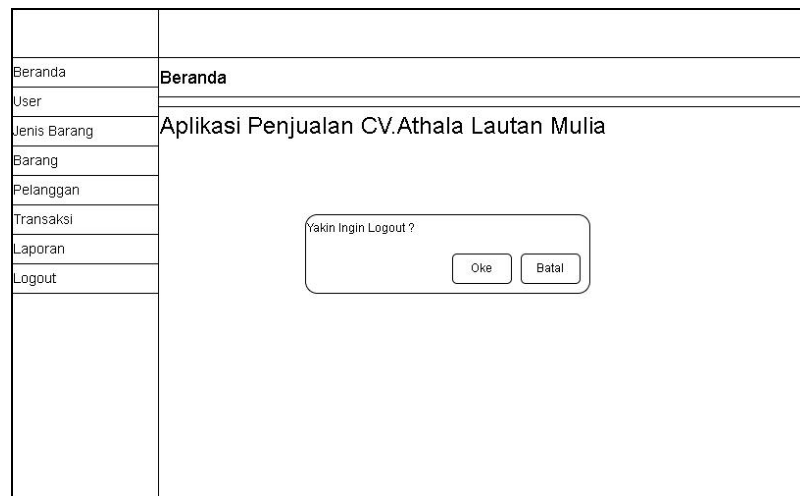 Beranda
User
Jenis Barang
Barang
Pelanggan
Transaksi
Laporan
Logout
Beranda
Aplikasi Penjualan CV.Athala Lautan Mulia
Yakin Ingin Logout ?
Oke Batal